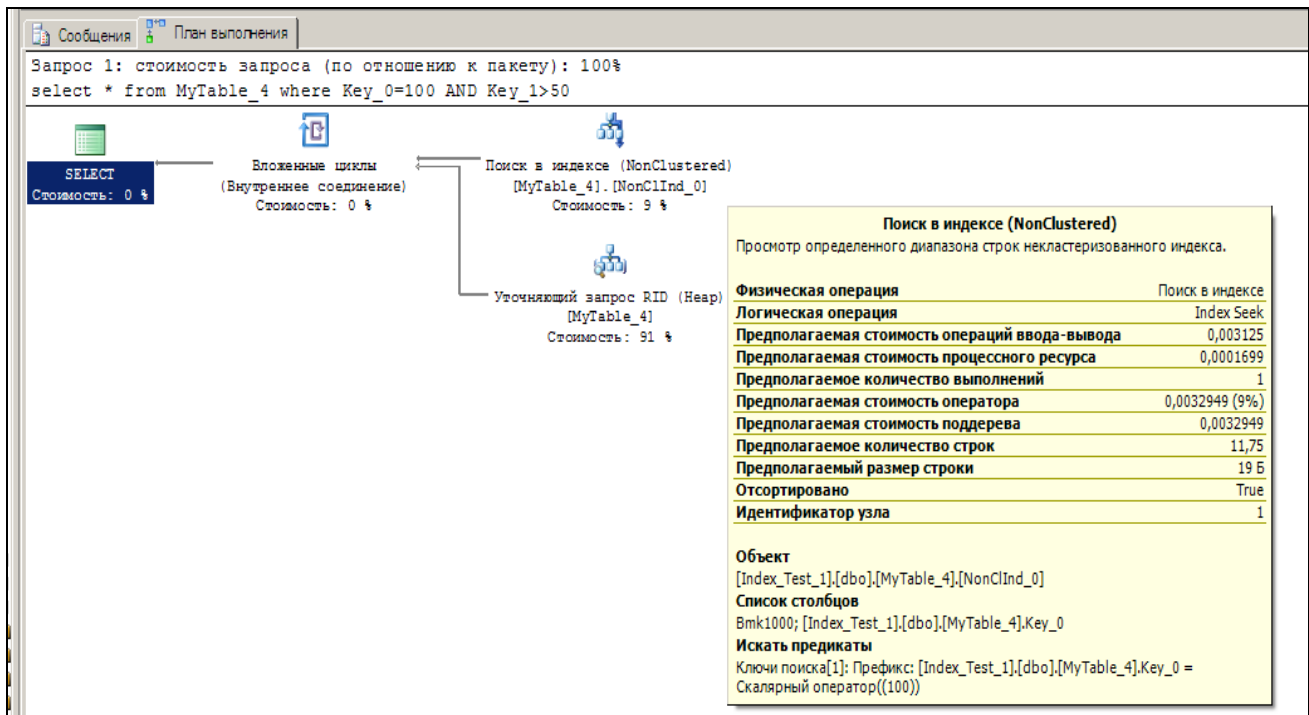 Сообщения
План выполнения
Запрос 1: стоимость запроса (по отношению к пакету): 100%
select * from MyTable_4 where Key_0=100 AND Key_1>50
SELECT
Стоимость: 0 %
Вложенные циклы
(Внутреннее соединение)
Стоимость: 0 %
Поиск в индексе (NonClustered)
[MyTable_4].[NonClInd_0]
Стоимость: 9 %
Уточняющий запрос RID (Heap)
[MyTable_4]
Стоимость: 91 %
Поиск в индексе (NonClustered)
Просмотр определенного диапазона строк некластеризованного индекса.
Физическая операция Поиск в индексе
Логическая операция Index Seek
Предполагаемая стоимость операций ввода-вывода 0,003125
Предполагаемая стоимость процессного ресурса 0,0001699
Предполагаемое количество выполнений 1
Предполагаемая стоимость оператора 0,0032949 (9%)
Предполагаемая стоимость поддерева 0,0032949
Предполагаемое количество строк 11,75
Предполагаемый размер строки 19 Б
Отсортировано True
Идентификатор узла 1
Объект
[Index_Test_1].[dbo].[MyTable_4].[NonClInd_0]
Список столбцов
Bmk1000; [Index_Test_1].[dbo].[MyTable_4].Key_0
Искать предикаты
Ключи поиска[1]: Префикс: [Index_Test_1].[dbo].[MyTable_4].Key_0 =
Скалярный оператор((100))